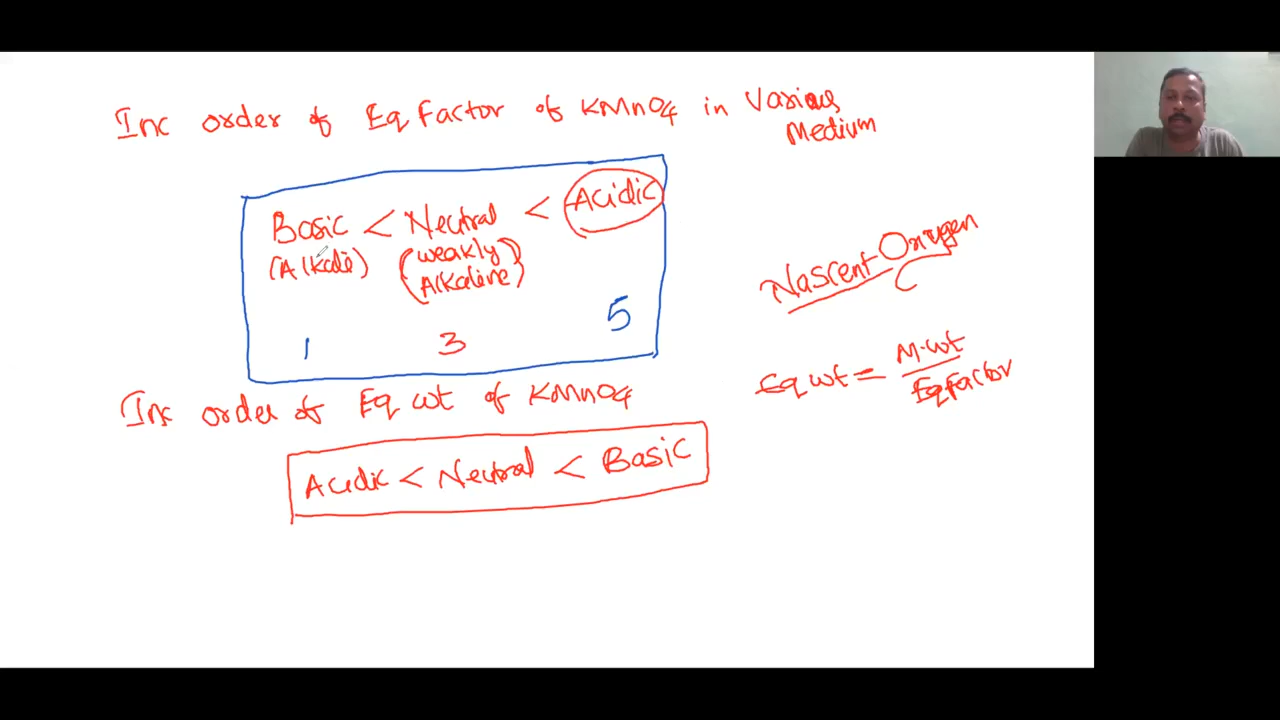 Inc order of Eq Factor of KMnO4 in Various
Medium
Basic < Neutral < Acidic
(Alkale) (weakly Alkaline)
1 3 5
Nascent Oxygen
Eq wt = M.wt / Eq Factor
Inc order of Eq wt of KMnO4
Acidic < Neutral < Basic